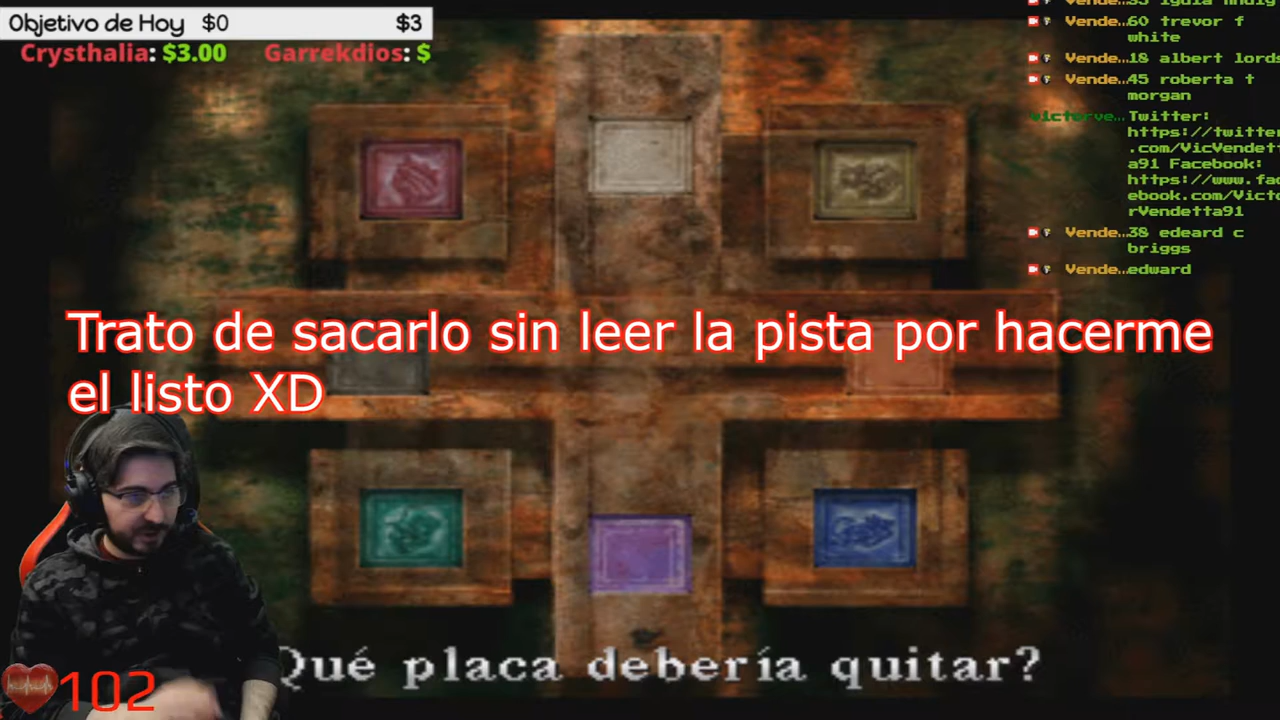 Objetivo de Hoy $0 $3
Crysthalia: $3.00 Garrekdios: $
Vende…60 trevor f
white
Vende…18 albert lords
Vende…45 roberta t
morgan
victorve…Twitter:
https://twitter
.com/VicVendett
a91 Facebook:
https://www.fac
ebook.com/Victo
rVendetta91
Vende…38 edeard c
briggs
Vende…edward
Trato de sacarlo sin leer la pista por hacerme
el listo XD
Qué placa debería quitar?
102